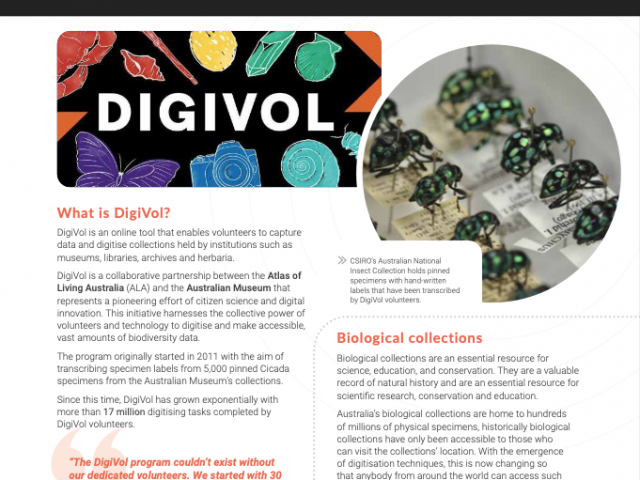 DIGIVOL
What is DigiVol?
DigiVol is an online tool that enables volunteers to capture
data and digitise collections held by institutions such as
museums, libraries, archives and herbaria.
DigiVol is a collaborative partnership between the Atlas of
Living Australia (ALA) and the Australian Museum that
represents a pioneering effort of citizen science and digital
innovation. This initiative harnesses the collective power of
volunteers and technology to digitise and make accessible,
vast amounts of biodiversity data.
The program originally started in 2011 with the aim of
transcribing specimen labels from 5,000 pinned Cicada
specimens from the Australian Museum's collections.
Since this time, DigiVol has grown exponentially with
more than 17 million digitising tasks completed by
DigiVol volunteers.
"The DigiVol program couldn't exist without
our dedicated volunteers. We started with 30
CSIRO's Australian National
Insect Collection holds pinned
specimens with hand-written
labels that have been transcribed
by DigiVol volunteers.
Biological collections
Biological collections are an essential resource for
science, education, and conservation. They are a valuable
record of natural history and are an essential resource for
scientific research, conservation and education.
Australia's biological collections are home to hundreds
of millions of physical specimens, historically biological
collections have only been accessible to those who
can visit the collections' location. With the emergence
of digitisation techniques, this is now changing so
that anybody from around the world can access such